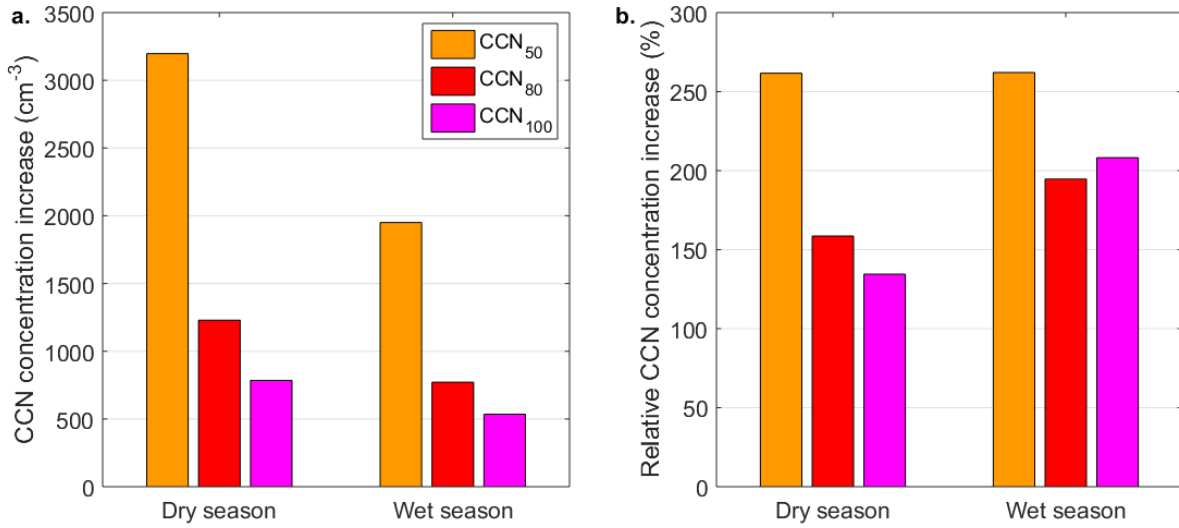 a.
CCN concentration increase (cm⁻³)
3500
3000
2500
2000
1500
1000
500
0
CCN₅₀
CCN₈₀
CCN₁₀₀
Dry season
Wet season
b.
Relative CCN concentration increase (%)
300
250
200
150
100
50
0
Dry season
Wet season